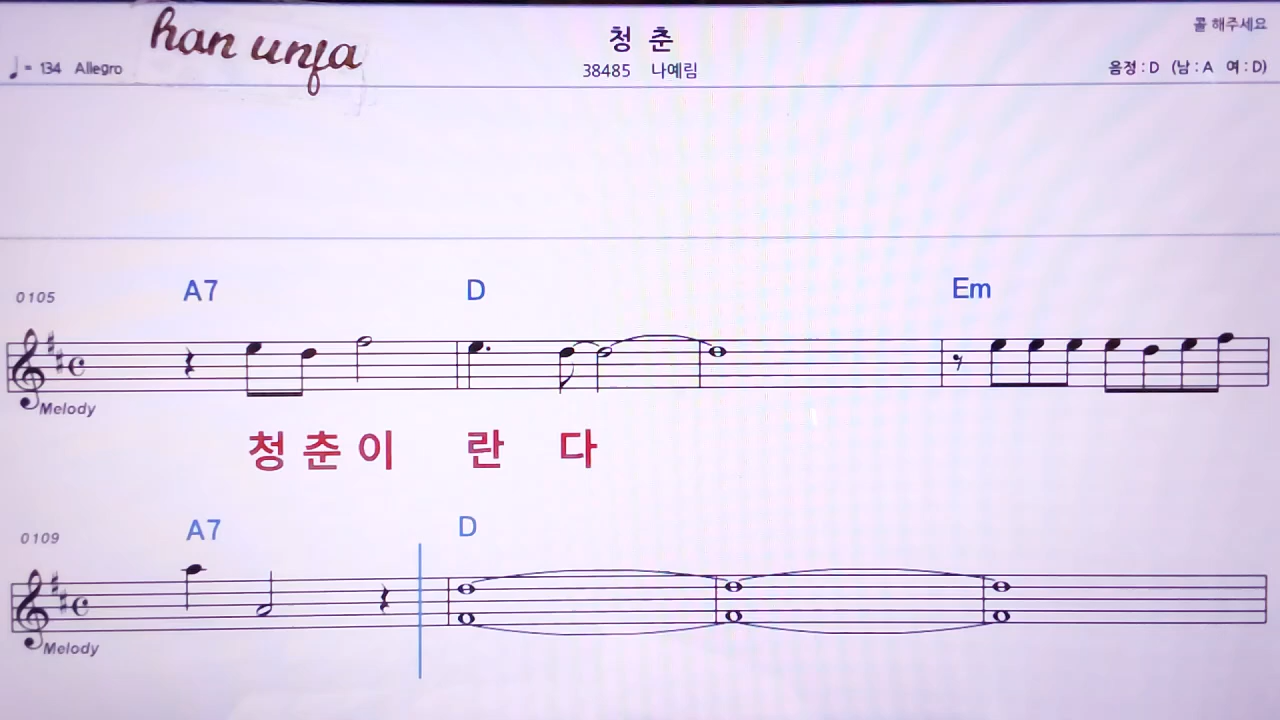 han unja
청 춘
콜 해주세요
♩= 134 Allegro
38485 나예림
음정 : D (남 : A 여 : D)
0105
A7 D Em
Melody
청 춘 이 란 다
0109
A7 D
Melody